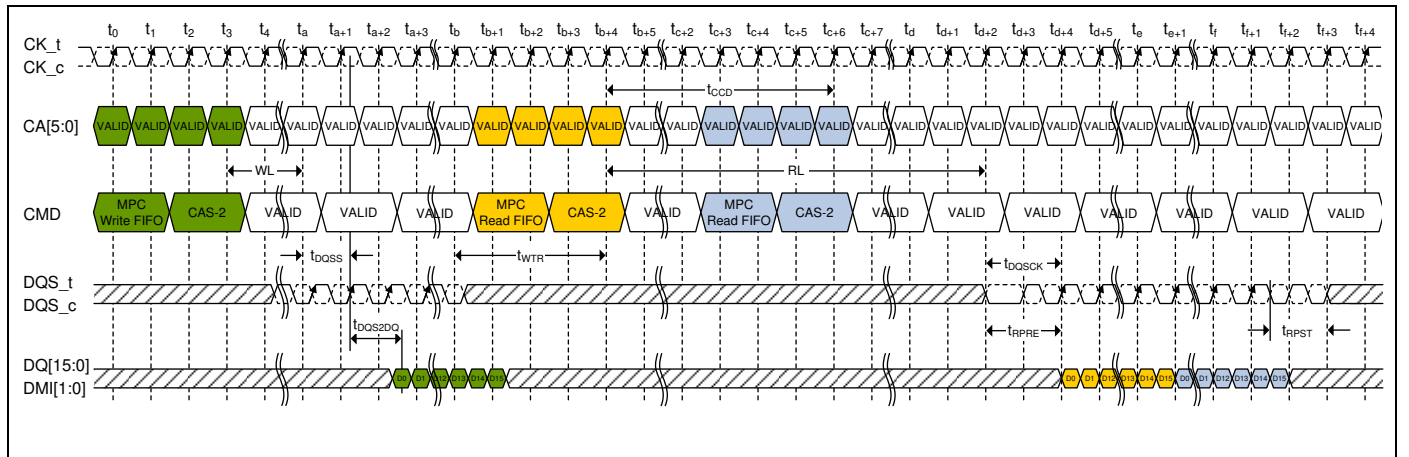 t0 t1 t2 t3 t4 ta ta+1 ta+2 ta+3 tb tb+1 tb+2 tb+3 tb+4 tb+5 tc+2 tc+3 tc+4 tc+5 tc+6 tc+7 td td+1 td+2 td+3 td+4 td+5 te te+1 tf tf+1 tf+2 tf+3 tf+4
CK_t
CK_c
tCCD
CA[5:0] VALID VALID VALID VALID VALID VALID VALID VALID VALID VALID VALID VALID VALID VALID VALID VALID VALID VALID VALID VALID VALID VALID VALID VALID VALID VALID VALID VALID VALID VALID VALID VALID VALID VALID
WL RL
CMD MPC Write FIFO CAS-2 VALID VALID VALID MPC Read FIFO CAS-2 VALID MPC Read FIFO CAS-2 VALID VALID VALID VALID VALID VALID VALID
tDQSS tWTR tDQSCK
DQS_t
DQS_c
tDQS2DQ tRPRE tRPST
DQ[15:0]
DMI[1:0]
D0 D1 D12 D13 D14 D15 D0 D1 D12 D13 D14 D15 D0 D1 D12 D13 D14 D15